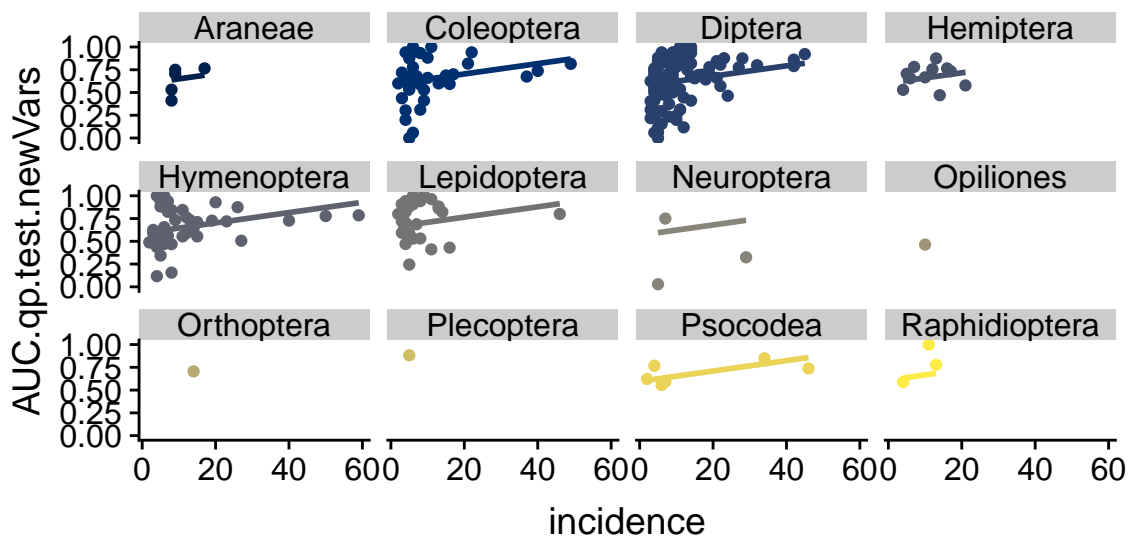 Araneae Coleoptera Diptera Hemiptera
1.00
0.75
0.50
0.25
0.00
Hymenoptera Lepidoptera Neuroptera Opiliones
1.00
0.75
0.50
0.25
0.00
Orthoptera Plecoptera Psocodea Raphidioptera
1.00
0.75
0.50
0.25
0.00
0 20 40 60 0 20 40 60 0 20 40 60 0 20 40 60
incidence
AUC.qp.test.newVars